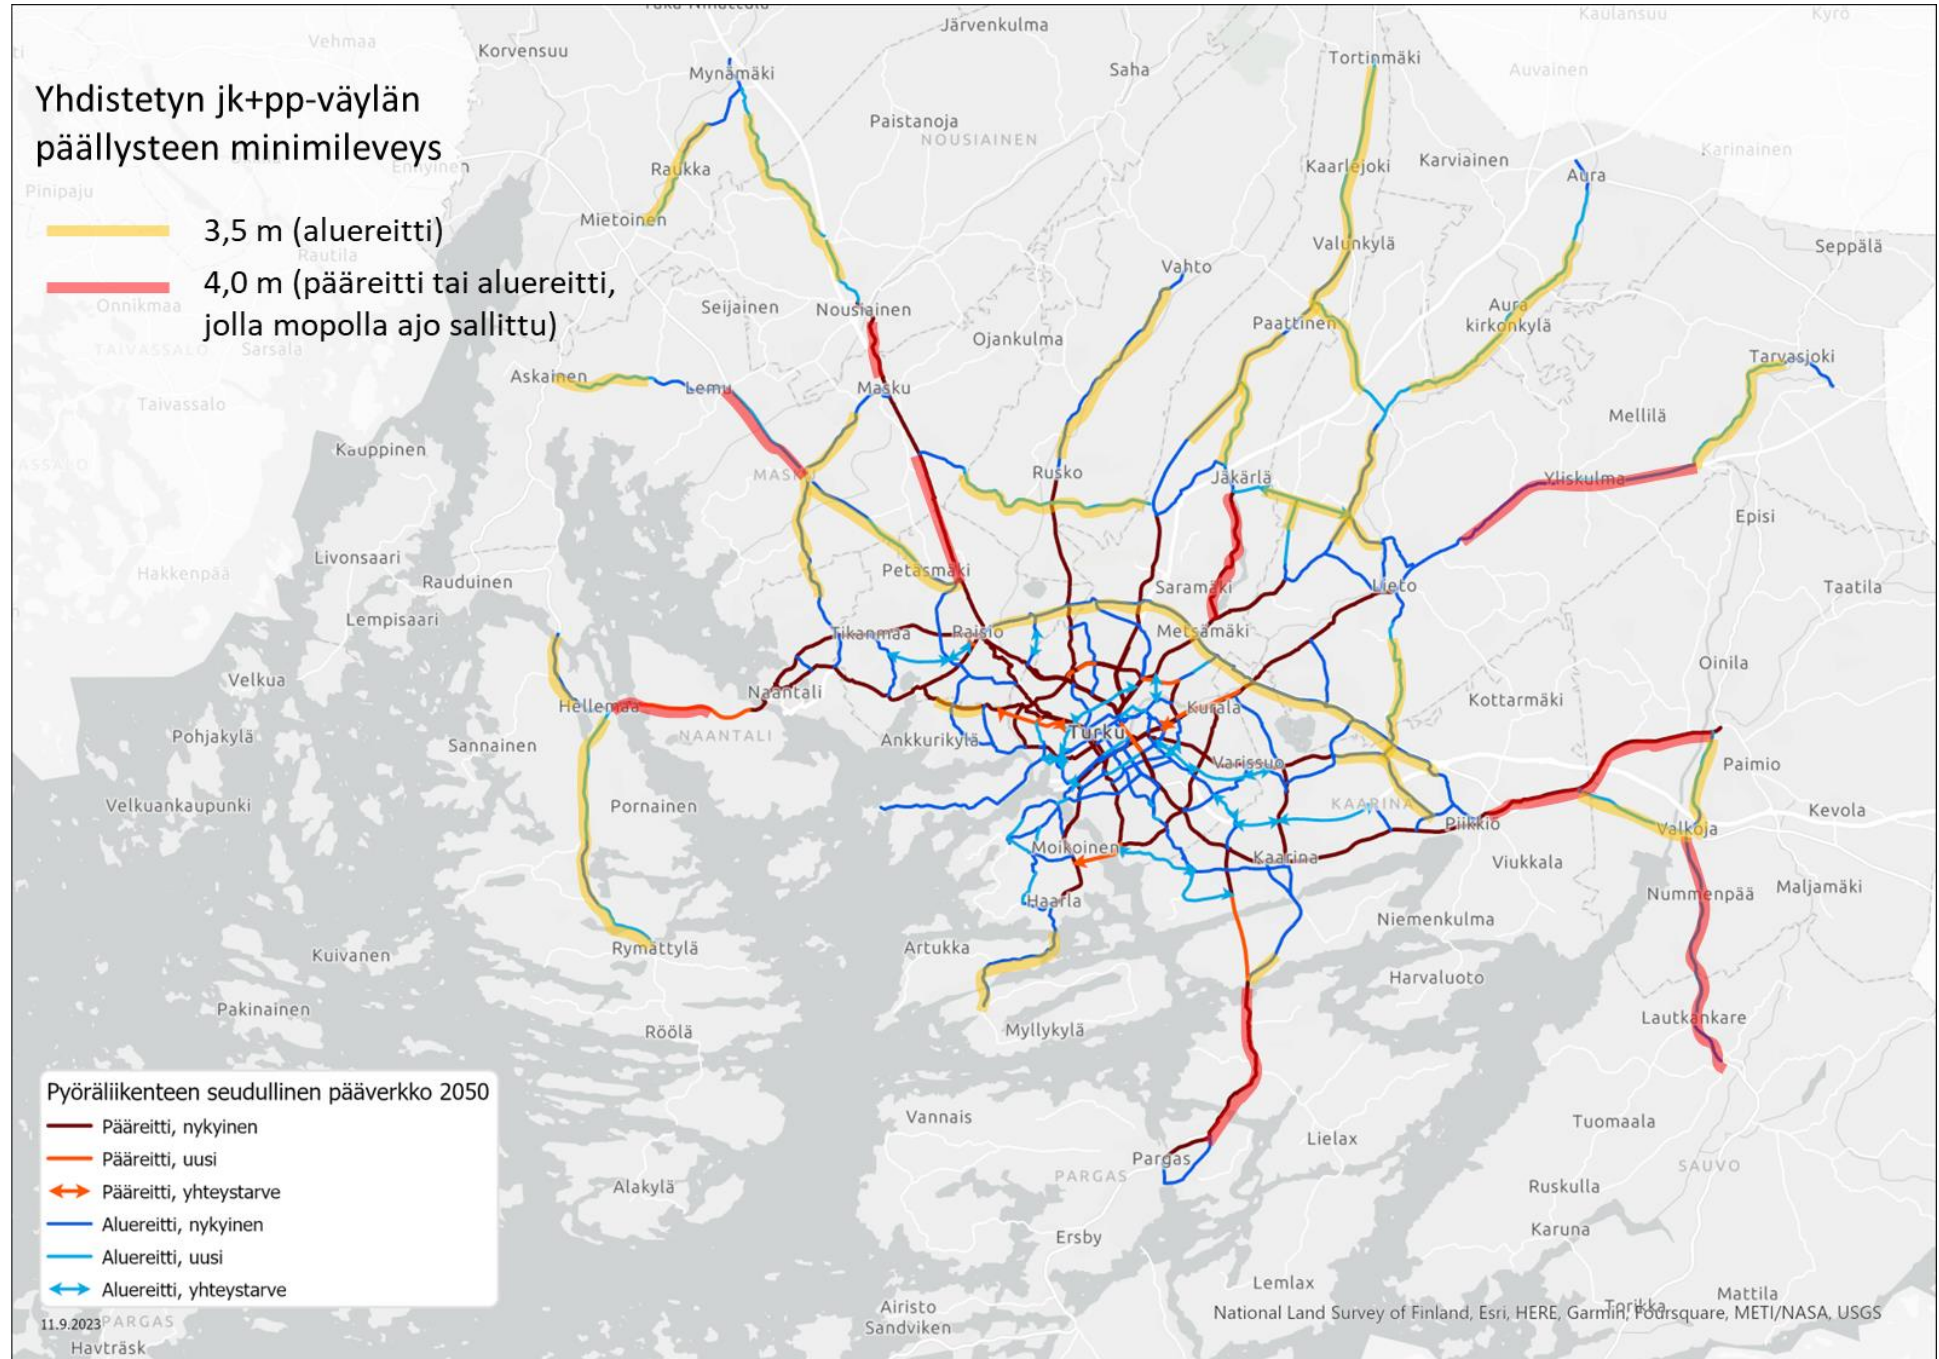 Yhdistetyn jk+pp-väylän
päällysteen minimileveys
3,5 m (aluereitti)
4,0 m (pääreitti tai aluereitti,
jolla mopolla ajo sallittu)
Järvenkulma
Kaulansuu
Kyrö
Vehmaa
Korvensuu
Mynämäki
Saha
Tortinmäki
Auvainen
Paistanoja
NOUSIAINEN
Karinainen
Pinipaju
Raukka
Kaarlejoki
Karviainen
Aura
Mietoinen
Rautila
Valunkylä
Seppälä
Vahto
Onnikmaa
Seijainen
Nousiainen
Aura
kirkonkylä
Paattinen
Ojankulma
TAIVASSALO
Sarsala
Tarvasjoki
Askainen
Lemu
Masku
Taivassalo
Mellilä
Kauppinen
Rusko
Jäkärlä
Yliskulma
Episi
Livonsaari
Hakkenpää
Rauduinen
Petäsmäki
Saramäki
Lieto
Taatila
Lempisaari
Tikanmaa
Raisio
Metsämäki
Oinila
Velkua
Naantali
Kottarmäki
Hellemaa
Kurala
Pohjakylä
Sannainen
NAANTALI
Ankkurikylä
Turku
Varissuo
Paimio
Velkuankaupunki
Pornainen
KAARINA
Kevola
Piikkiö
Valkoja
Moikoinen
Kaarina
Viukkala
Haarla
Nummenpää
Maljamäki
Niemenkulma
Kuivanen
Rymättylä
Artukka
Harvaluoto
Pakinainen
Röölä
Myllykylä
Lautkankare
Pyöräliikenteen seudullinen pääverkko 2050
Pääreitti, nykyinen
Pääreitti, uusi
Pääreitti, yhteystarve
Aluereitti, nykyinen
Aluereitti, uusi
Aluereitti, yhteystarve
Vannais
Tuomaala
Lielax
Pargas
PARGAS
SAUVO
Alakylä
Ruskulla
Karuna
Ersby
Lemlax
Mattila
Airisto
Sandviken
Torikka
National Land Survey of Finland, Esri, HERE, Garmin, Foursquare, METI/NASA, USGS
11.9.2023
PARGAS
Havträsk